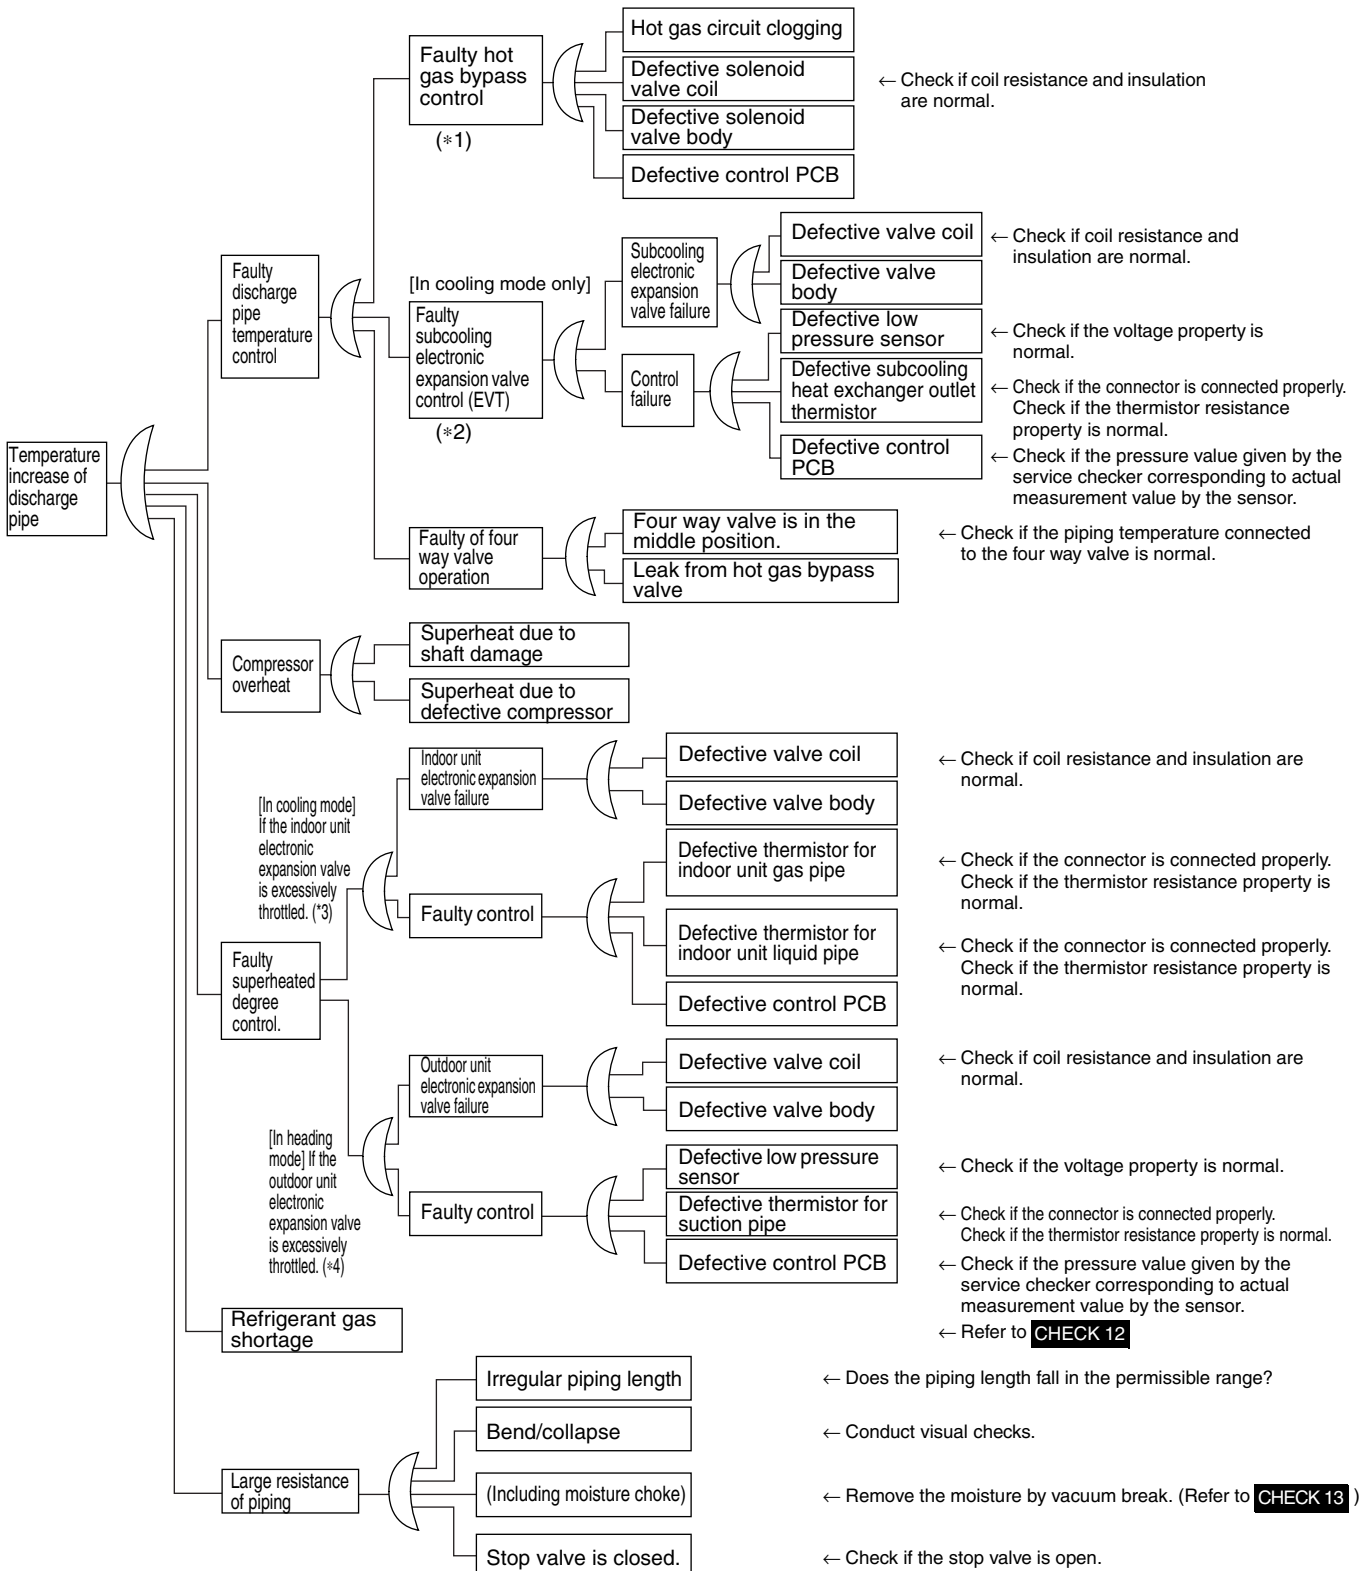 Hot gas circuit clogging
Faulty hot
gas bypass
control
(*1)
Defective solenoid
valve coil
← Check if coil resistance and insulation
are normal.
Defective solenoid
valve body
Defective control PCB
Faulty
discharge
pipe
temperature
control
[In cooling mode only]
Faulty
subcooling
electronic
expansion valve
control (EVT)
(*2)
Subcooling
electronic
expansion
valve failure
Defective valve coil
← Check if coil resistance and
insulation are normal.
Defective valve
body
Control
failure
Defective low
pressure sensor
← Check if the voltage property is
normal.
Defective subcooling
heat exchanger outlet
thermistor
← Check if the connector is connected properly.
Check if the thermistor resistance
property is normal.
Defective control
PCB
← Check if the pressure value given by the
service checker corresponding to actual
measurement value by the sensor.
Temperature
increase of
discharge
pipe
Faulty of four
way valve
operation
Four way valve is in the
middle position.
← Check if the piping temperature connected
to the four way valve is normal.
Leak from hot gas bypass
valve
Compressor
overheat
Superheat due to
shaft damage
Superheat due to
defective compressor
[In cooling mode]
If the indoor unit
electronic
expansion valve
is excessively
throttled. (*3)
Indoor unit
electronic expansion
valve failure
Defective valve coil
← Check if coil resistance and insulation are
normal.
Defective valve body
Faulty control
Defective thermistor for
indoor unit gas pipe
← Check if the connector is connected properly.
Check if the thermistor resistance property is
normal.
Defective thermistor for
indoor unit liquid pipe
← Check if the connector is connected properly.
Check if the thermistor resistance property is
normal.
Defective control PCB
Faulty
superheated
degree
control.
[In heading
mode] If the
outdoor unit
electronic
expansion valve
is excessively
throttled. (*4)
Outdoor unit
electronic expansion
valve failure
Defective valve coil
← Check if coil resistance and insulation are
normal.
Defective valve body
Faulty control
Defective low pressure
sensor
← Check if the voltage property is normal.
Defective thermistor for
suction pipe
← Check if the connector is connected properly.
Check if the thermistor resistance property is normal.
Defective control PCB
← Check if the pressure value given by the
service checker corresponding to actual
measurement value by the sensor.
Refrigerant gas
shortage
← Refer to CHECK 12
Large resistance
of piping
Irregular piping length
← Does the piping length fall in the permissible range?
Bend/collapse
← Conduct visual checks.
(Including moisture choke)
← Remove the moisture by vacuum break. (Refer to CHECK 13 )
Stop valve is closed.
← Check if the stop valve is open.